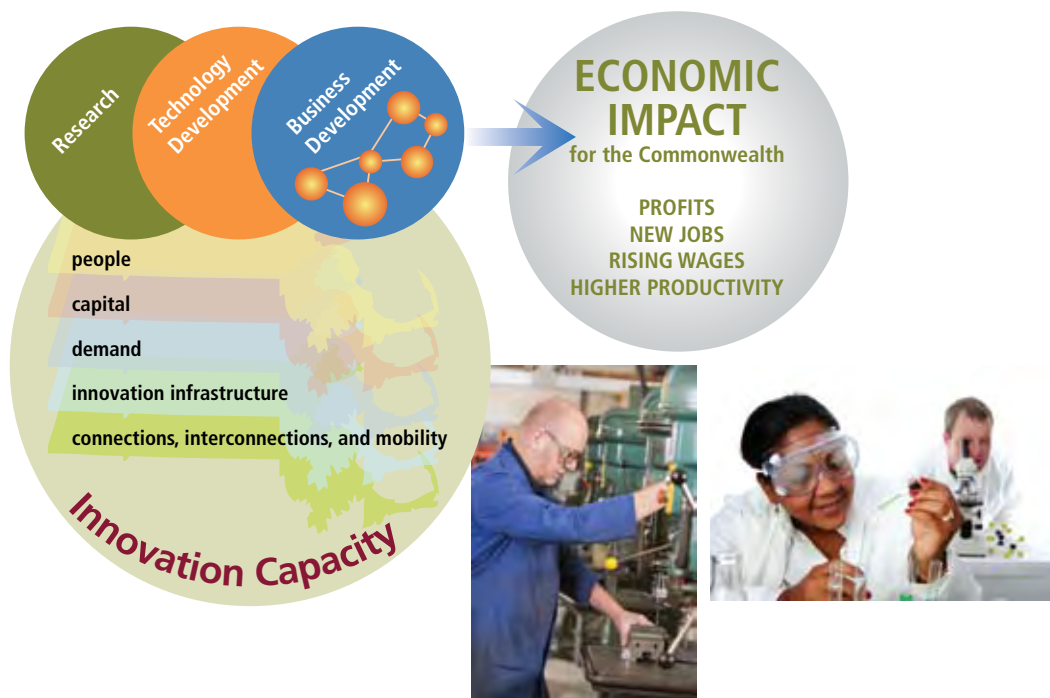 Research
Technology
Development
Business
Development
ECONOMIC
IMPACT
for the Commonwealth
PROFITS
NEW JOBS
RISING WAGES
HIGHER PRODUCTIVITY
people
capital
demand
innovation infrastructure
connections, interconnections, and mobility
Innovation Capacity